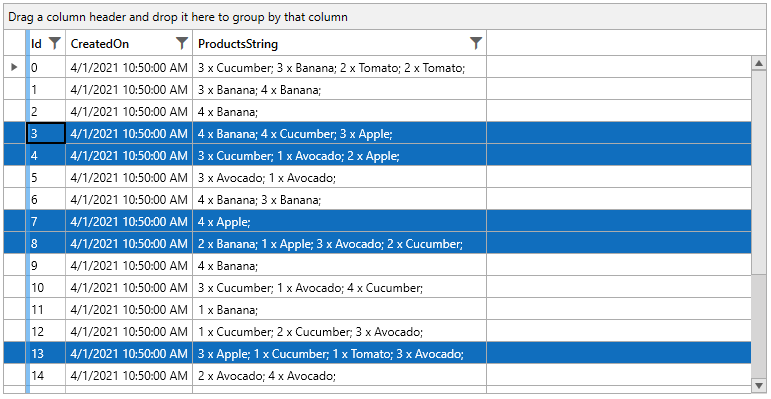 Drag a column header and drop it here to group by that column
Id CreatedOn ProductsString
0 4/1/2021 10:50:00 AM 3 x Cucumber; 3 x Banana; 2 x Tomato; 2 x Tomato;
1 4/1/2021 10:50:00 AM 3 x Banana; 4 x Banana;
2 4/1/2021 10:50:00 AM 4 x Banana;
3 4/1/2021 10:50:00 AM 4 x Banana; 4 x Cucumber; 3 x Apple;
4 4/1/2021 10:50:00 AM 3 x Cucumber; 1 x Avocado; 2 x Apple;
5 4/1/2021 10:50:00 AM 3 x Avocado; 1 x Avocado;
6 4/1/2021 10:50:00 AM 4 x Banana; 3 x Banana;
7 4/1/2021 10:50:00 AM 4 x Apple;
8 4/1/2021 10:50:00 AM 2 x Banana; 1 x Apple; 3 x Avocado; 2 x Cucumber;
9 4/1/2021 10:50:00 AM 4 x Banana;
10 4/1/2021 10:50:00 AM 3 x Cucumber; 1 x Avocado; 4 x Cucumber;
11 4/1/2021 10:50:00 AM 1 x Banana;
12 4/1/2021 10:50:00 AM 1 x Cucumber; 2 x Cucumber; 3 x Avocado;
13 4/1/2021 10:50:00 AM 3 x Apple; 1 x Cucumber; 1 x Tomato; 3 x Avocado;
14 4/1/2021 10:50:00 AM 2 x Avocado; 4 x Avocado;